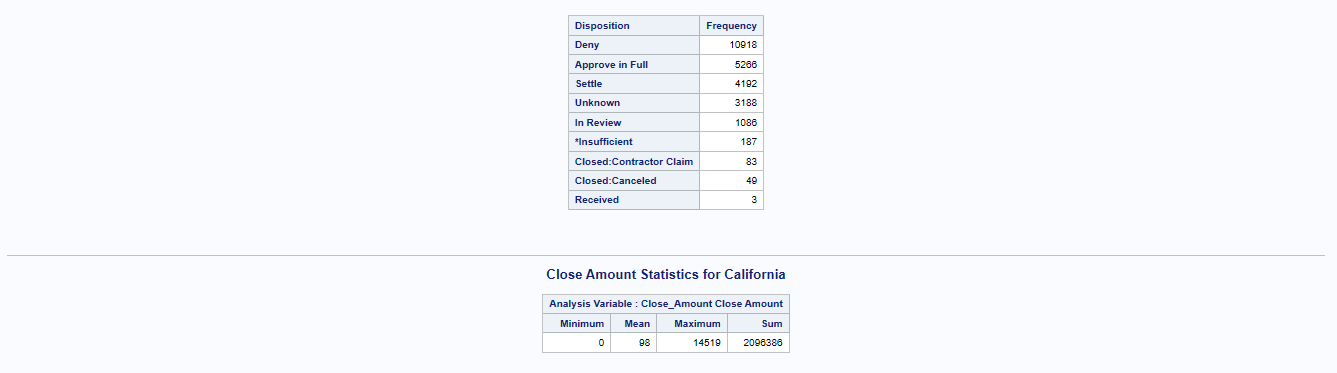 Disposition Frequency
Deny 10918
Approve in Full 5266
Settle 4192
Unknown 3188
In Review 1086
*Insufficient 187
Closed:Contractor Claim 83
Closed:Canceled 49
Received 3
Close Amount Statistics for California
Analysis Variable : Close_Amount Close Amount
Minimum Mean Maximum Sum
0 98 14519 2096386